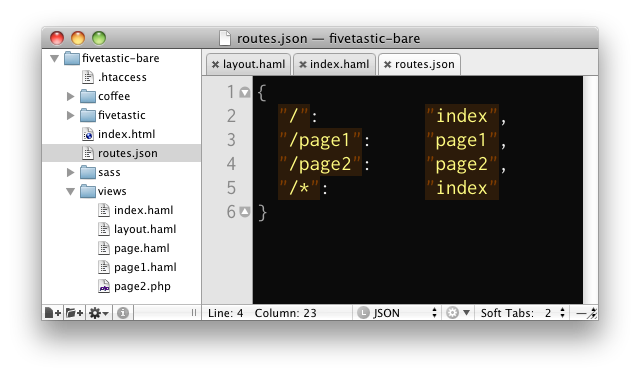 routes.json — fivetastic-bare
fivetastic-bare
.htaccess
coffee
fivetastic
index.html
routes.json
sass
views
index.haml
layout.haml
page.haml
page1.haml
page2.php
layout.haml index.haml routes.json
1 {
2 "/": "index",
3 "/page1": "page1",
4 "/page2": "page2",
5 "/*": "index"
6 }
php
Line: 4 Column: 23 L JSON Soft Tabs: 2 —